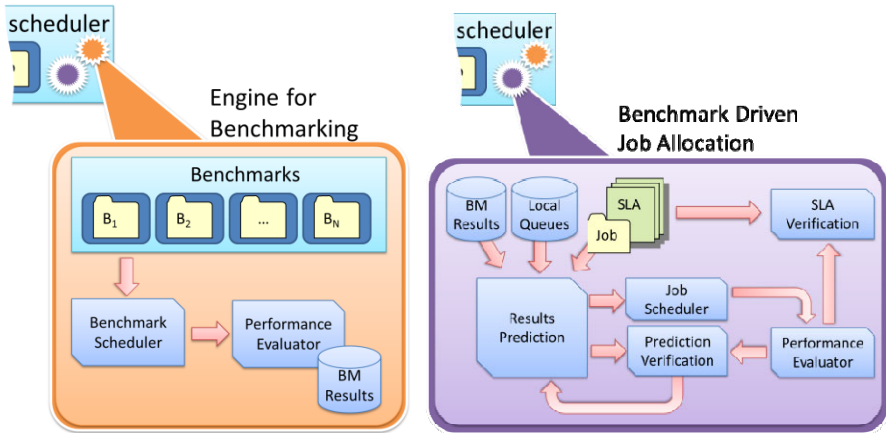 scheduler
Engine for
Benchmarking
Benchmarks
B1
B2
...
BN
Benchmark
Scheduler
Performance
Evaluator
BM
Results
scheduler
Benchmark Driven
Job Allocation
BM
Results
Local
Queues
SLA
Job
SLA
Verification
Results
Prediction
Job
Scheduler
Prediction
Verification
Performance
Evaluator